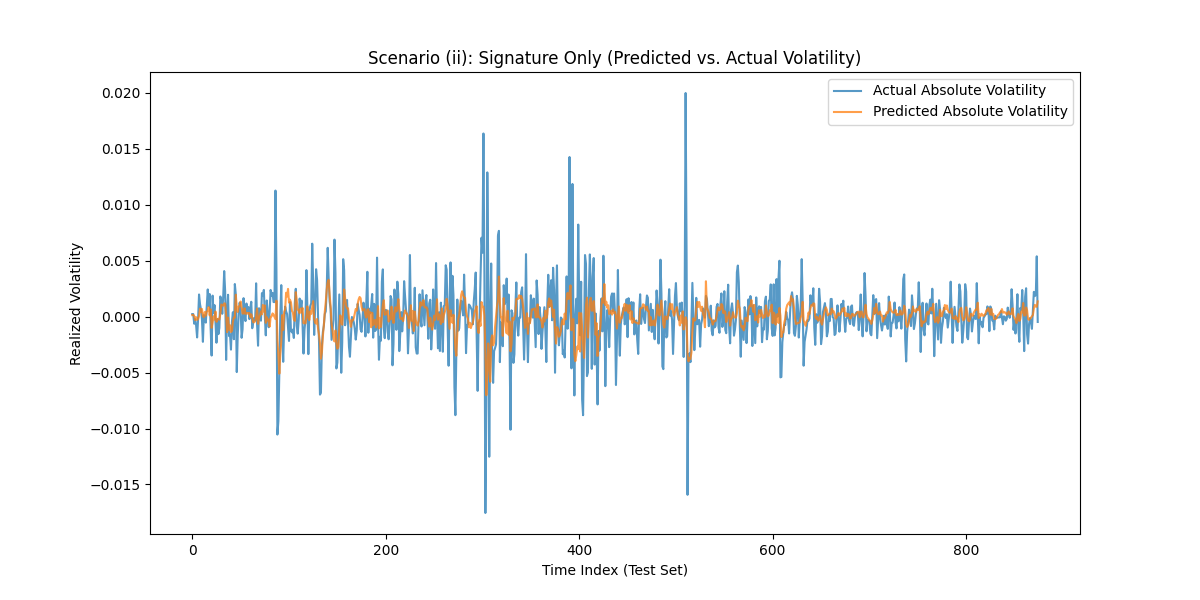 Scenario (ii): Signature Only (Predicted vs. Actual Volatility)
Actual Absolute Volatility
Predicted Absolute Volatility
Realized Volatility
0.020
0.015
0.010
0.005
0.000
−0.005
−0.010
−0.015
0 200 400 600 800
Time Index (Test Set)